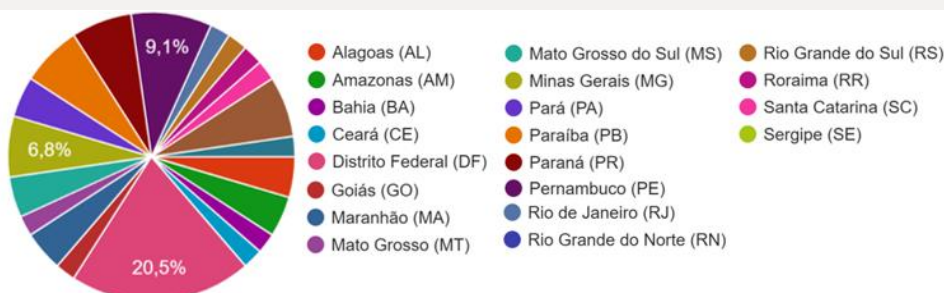 9,1%
6,8%
20,5%
Alagoas (AL)
Amazonas (AM)
Bahia (BA)
Ceará (CE)
Distrito Federal (DF)
Goiás (GO)
Maranhão (MA)
Mato Grosso (MT)
Mato Grosso do Sul (MS)
Minas Gerais (MG)
Pará (PA)
Paraíba (PB)
Paraná (PR)
Pernambuco (PE)
Rio de Janeiro (RJ)
Rio Grande do Norte (RN)
Rio Grande do Sul (RS)
Roraima (RR)
Santa Catarina (SC)
Sergipe (SE)